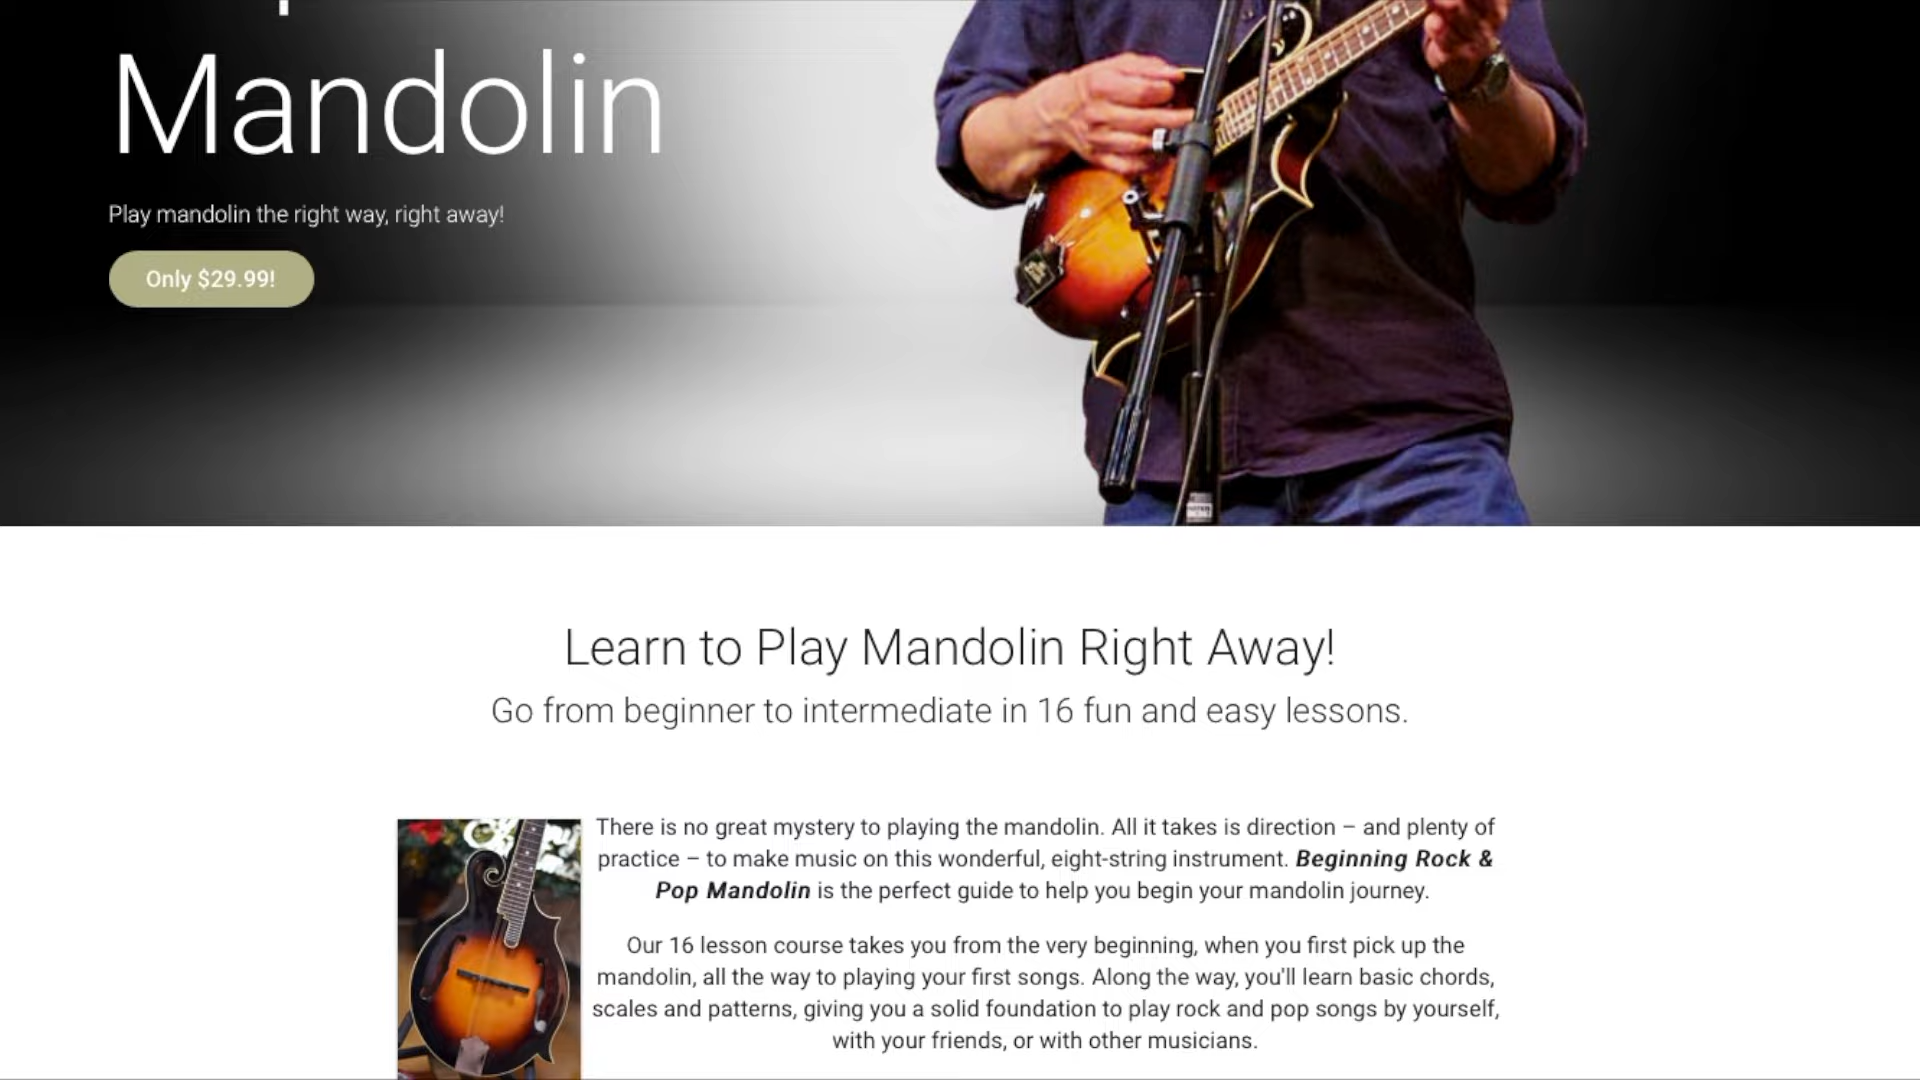 Mandolin
Play mandolin the right way, right away!
Only $29.99!
Learn to Play Mandolin Right Away!
Go from beginner to intermediate in 16 fun and easy lessons.
There is no great mystery to playing the mandolin. All it takes is direction – and plenty of
practice – to make music on this wonderful, eight-string instrument. Beginning Rock &
Pop Mandolin is the perfect guide to help you begin your mandolin journey.
Our 16 lesson course takes you from the very beginning, when you first pick up the
mandolin, all the way to playing your first songs. Along the way, you'll learn basic chords,
scales and patterns, giving you a solid foundation to play rock and pop songs by yourself,
with your friends, or with other musicians.